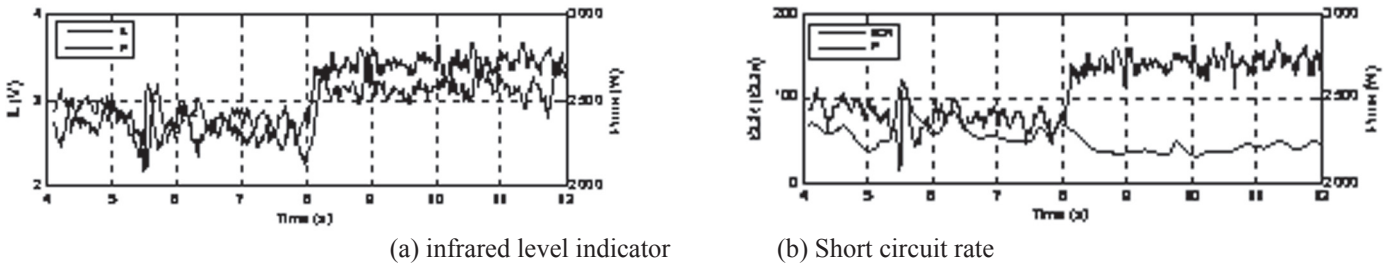 4
3
2
IL (V)
IL
P
3000
2500
2000
4 5 6 7 8 9 10 11 12
Time (s)
200
100
0
SCR
P
3000
2500
2000
4 5 6 7 8 9 10 11 12
Time (s)
(a) infrared level indicator
(b) Short circuit rate